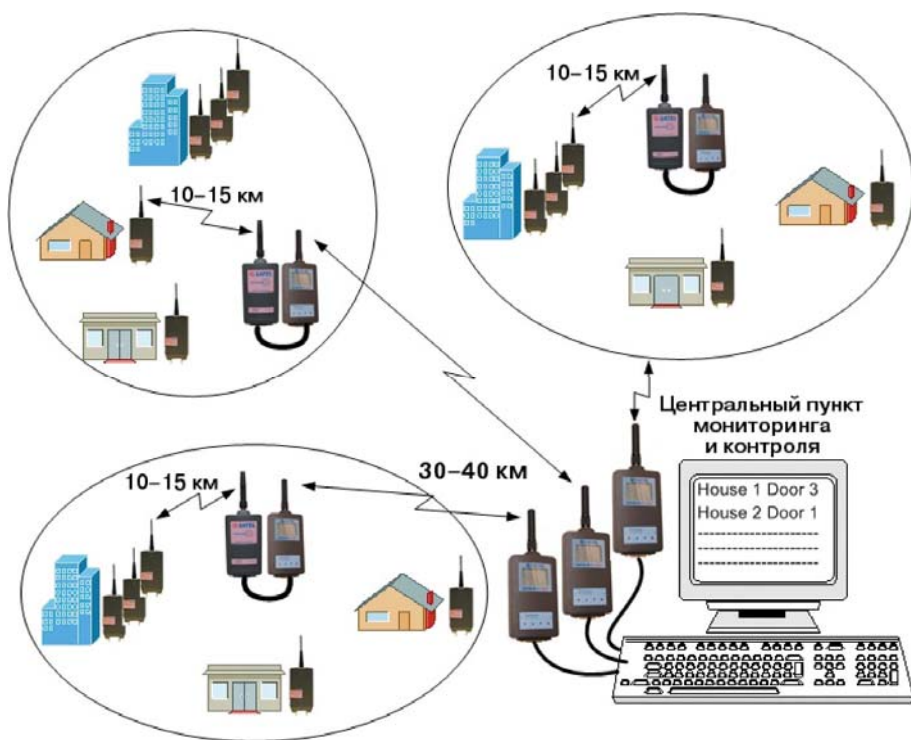 10–15 км
10–15 км
Центральный пункт
мониторинга
и контроля
30–40 км
10–15 км
House 1 Door 3
House 2 Door 1